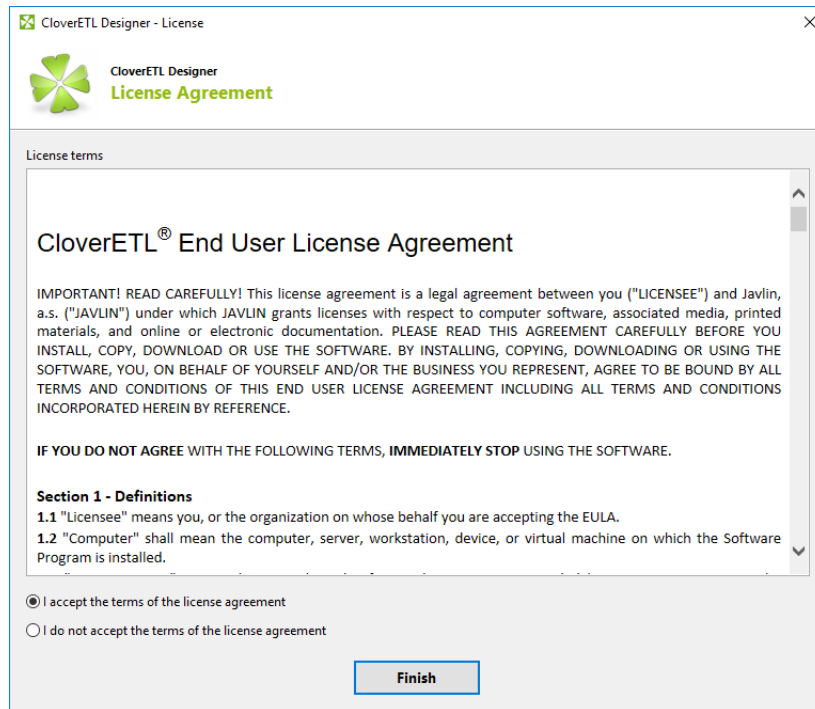 CloverETL Designer - License
CloverETL Designer
License Agreement
License terms
CloverETL® End User License Agreement
IMPORTANT! READ CAREFULLY! This license agreement is a legal agreement between you ("LICENSEE") and Javlin,
a.s. ("JAVLIN") under which JAVLIN grants licenses with respect to computer software, associated media, printed
materials, and online or electronic documentation. PLEASE READ THIS AGREEMENT CAREFULLY BEFORE YOU
INSTALL, COPY, DOWNLOAD OR USE THE SOFTWARE. BY INSTALLING, COPYING, DOWNLOADING OR USING THE
SOFTWARE, YOU, ON BEHALF OF YOURSELF AND/OR THE BUSINESS YOU REPRESENT, AGREE TO BE BOUND BY ALL
TERMS AND CONDITIONS OF THIS END USER LICENSE AGREEMENT INCLUDING ALL TERMS AND CONDITIONS
INCORPORATED HEREIN BY REFERENCE.
IF YOU DO NOT AGREE WITH THE FOLLOWING TERMS, IMMEDIATELY STOP USING THE SOFTWARE.
Section 1 - Definitions
1.1 "Licensee" means you, or the organization on whose behalf you are accepting the EULA.
1.2 "Computer" shall mean the computer, server, workstation, device, or virtual machine on which the Software
Program is installed.
I accept the terms of the license agreement
I do not accept the terms of the license agreement
Finish